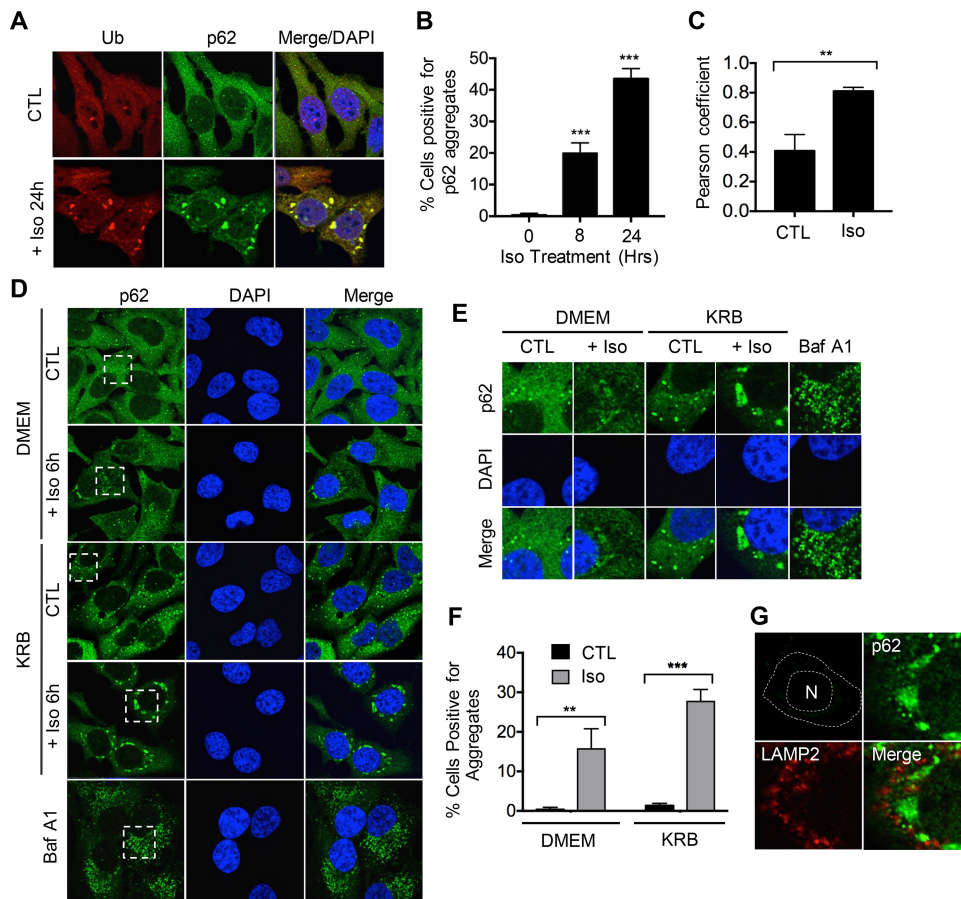 A
Ub p62 Merge/DAPI
CTL
+ Iso 24h
B
% Cells positive for
p62 aggregates
50
40
30
20
10
0
***
***
0 8 24
Iso Treatment (Hrs)
C
Pearson coefficient
1.0
0.8
0.6
0.4
0.2
0.0
**
CTL Iso
D
p62 DAPI Merge
DMEM
CTL
+ Iso 6h
KRB
CTL
+ Iso 6h
Baf A1
E
DMEM KRB
CTL + Iso CTL + Iso Baf A1
p62
DAPI
Merge
F
% Cells Positive for
Aggregates
40
30
20
10
0
CTL
Iso
**
***
DMEM KRB
G
N
p62
LAMP2
Merge